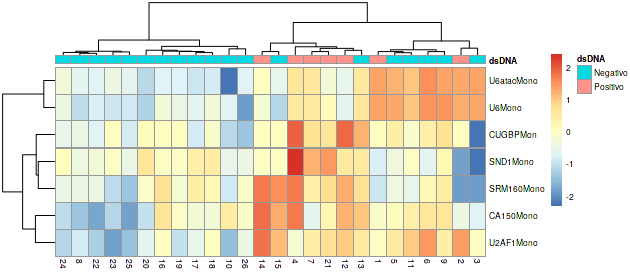 dsDNA
U6atacMono
U6Mono
CUGBPMon
SND1Mono
SRM160Mono
CA150Mono
U2AF1Mono
24 8 22 23 25 20 16 19 17 18 10 26 14 15 4 7 21 12 13 1 5 11 6 9 2 3
2
1
0
-1
-2
dsDNA
Negativo
Positivo